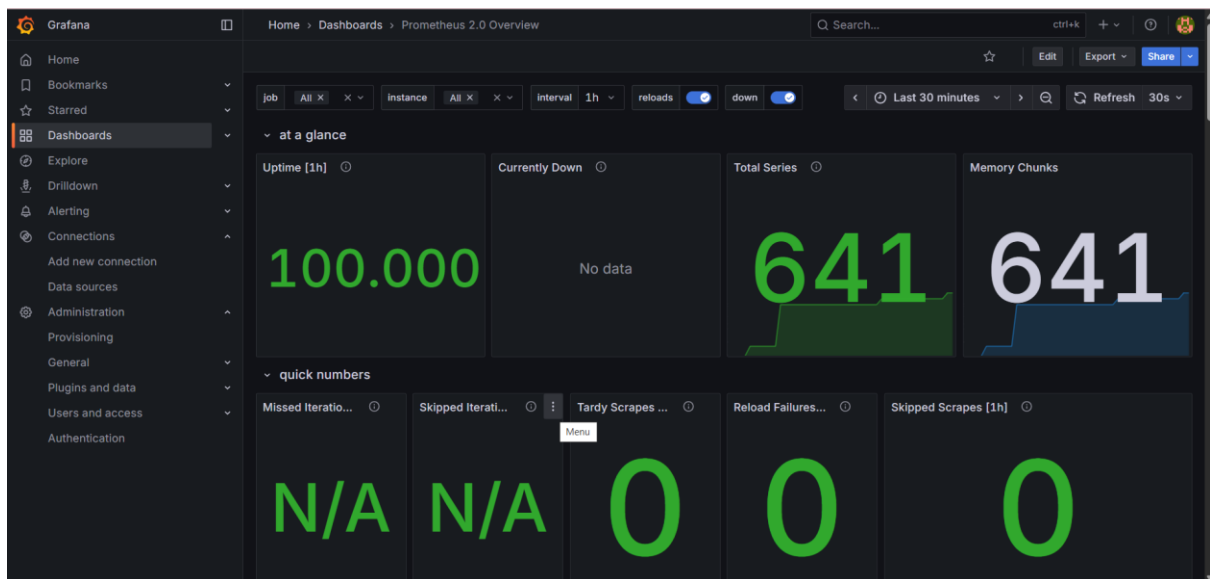 Grafana
Home › Dashboards › Prometheus 2.0 Overview
Search...
ctrl+k
Edit
Export
Share
Home
Bookmarks
Starred
Dashboards
Explore
Drilldown
Alerting
Connections
Add new connection
Data sources
Administration
Provisioning
General
Plugins and data
Users and access
Authentication
job All × × instance All × × interval 1h reloads down
Last 30 minutes
Refresh 30s
at a glance
Uptime [1h]
100.000
Currently Down
No data
Total Series
641
Memory Chunks
641
quick numbers
Missed Iteratio...
N/A
Skipped Iterati...
N/A
Menu
Tardy Scrapes ...
0
Reload Failures...
0
Skipped Scrapes [1h]
0